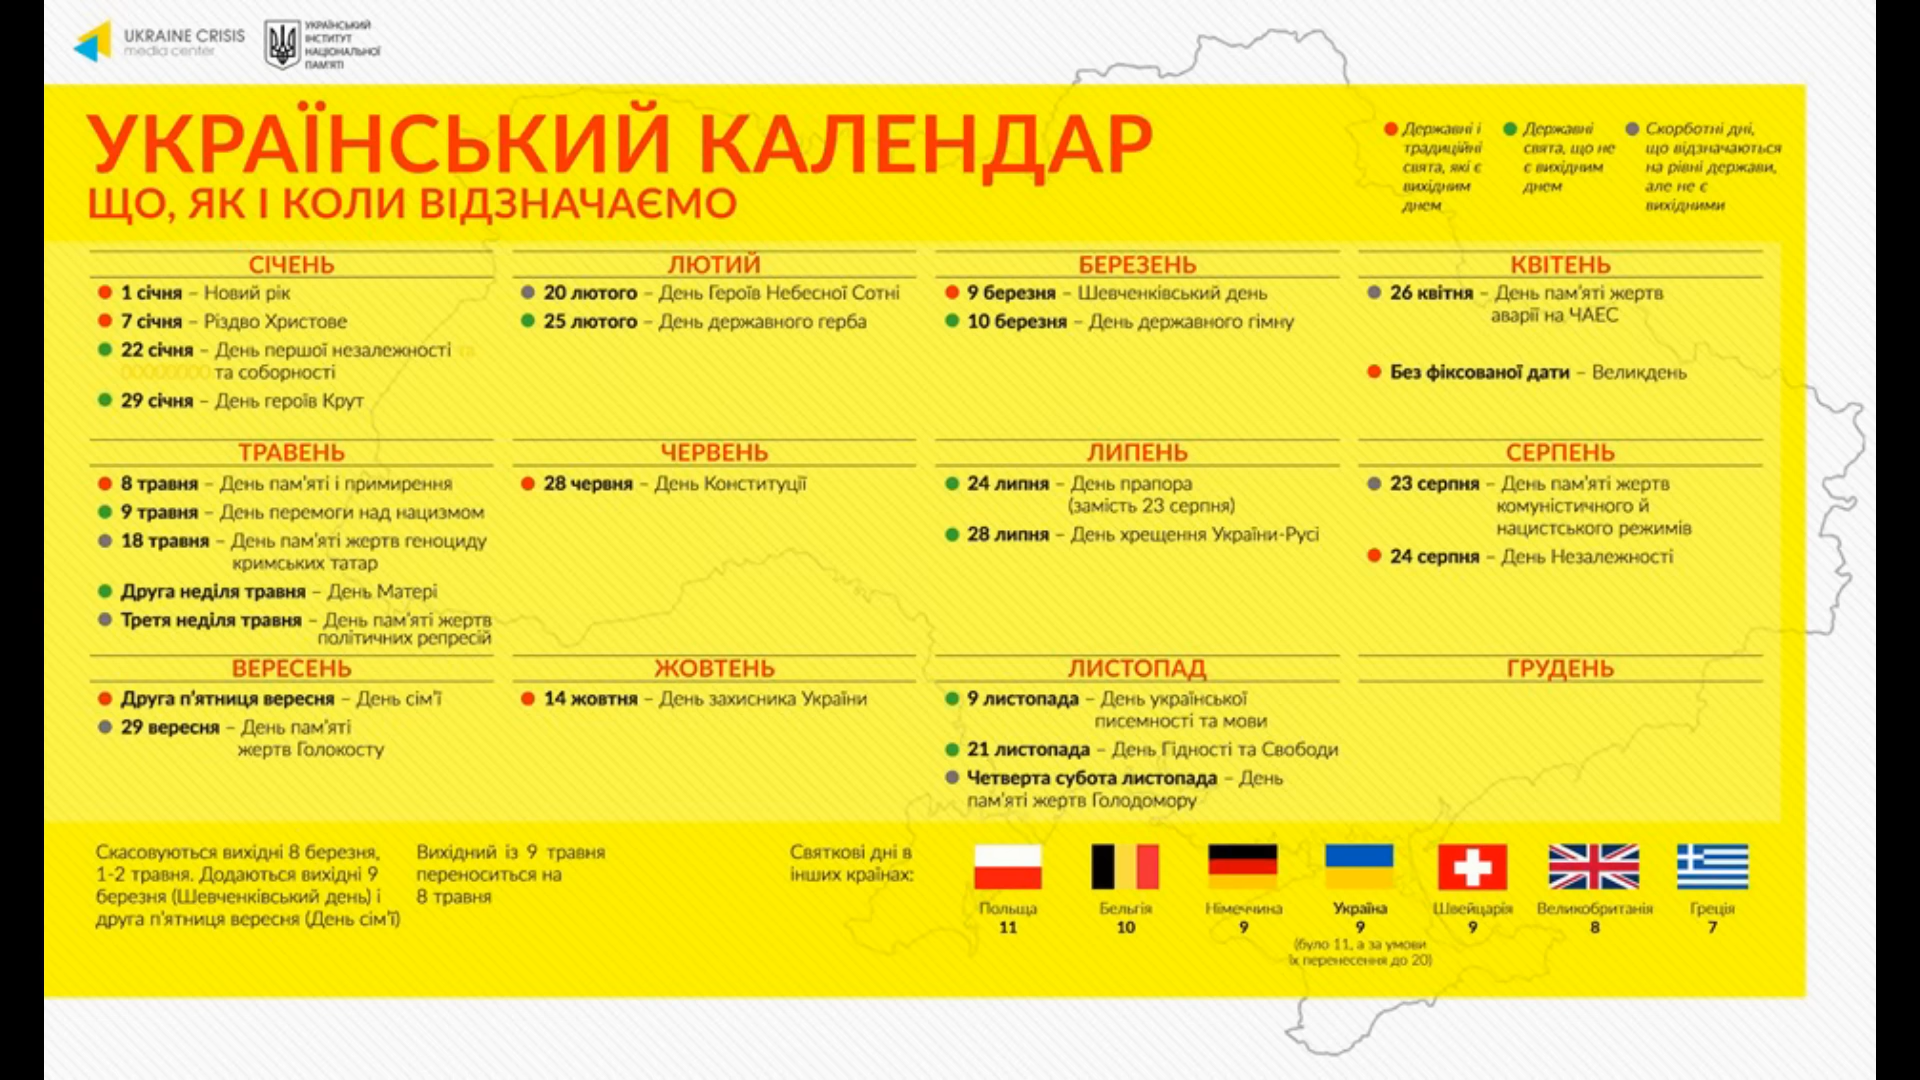 UKRAINE CRISIS
media center
УКРАЇНСЬКИЙ
ІНСТИТУТ
НАЦІОНАЛЬНОЇ
ПАМ'ЯТІ
УКРАЇНСЬКИЙ КАЛЕНДАР
ЩО, ЯК І КОЛИ ВІДЗНАЧАЄМО
Державні і
традиційні
свята, які є
вихідним
днем
Державні
свята, що не
є вихідним
днем
Скорботні дні,
що відзначаються
на рівні держави,
але не є
вихідними
СІЧЕНЬ
1 січня – Новий рік
7 січня – Різдво Христове
22 січня – День першої незалежності та
00000000 та соборності
29 січня – День героїв Крут
ЛЮТИЙ
20 лютого – День Героїв Небесної Сотні
25 лютого – День державного герба
БЕРЕЗЕНЬ
9 березня – Шевченківський день
10 березня – День державного гімну
КВІТЕНЬ
26 квітня – День пам'яті жертв
аварії на ЧАЕС
Без фіксованої дати – Великдень
ТРАВЕНЬ
8 травня – День пам'яті і примирення
9 травня – День перемоги над нацизмом
18 травня – День пам'яті жертв геноциду
кримських татар
Друга неділя травня – День Матері
Третя неділя травня – День пам'яті жертв
політичних репресій
ЧЕРВЕНЬ
28 червня – День Конституції
ЛИПЕНЬ
24 липня – День прапора
(замість 23 серпня)
28 липня – День хрещення України-Русі
СЕРПЕНЬ
23 серпня – День пам'яті жертв
комуністичного й
нацистського режимів
24 серпня – День Незалежності
ВЕРЕСЕНЬ
Друга п'ятниця вересня – День сім'ї
29 вересня – День пам'яті
жертв Голокосту
ЖОВТЕНЬ
14 жовтня – День захисника України
ЛИСТОПАД
9 листопада – День української
писемності та мови
21 листопада – День Гідності та Свободи
Четверта субота листопада – День
пам'яті жертв Голодомору
ГРУДЕНЬ
Скасовуються вихідні 8 березня,
1-2 травня. Додаються вихідні 9
березня (Шевченківський день) і
друга п'ятниця вересня (День сім'ї)
Вихідний із 9 травня
переноситься на
8 травня
Святкові дні в
інших країнах:
Польща
11
Бельгія
10
Німеччина
9
Україна
9
(було 11, а за умови
їх перенесення до 20)
Швейцарія
9
Великобританія
8
Греція
7